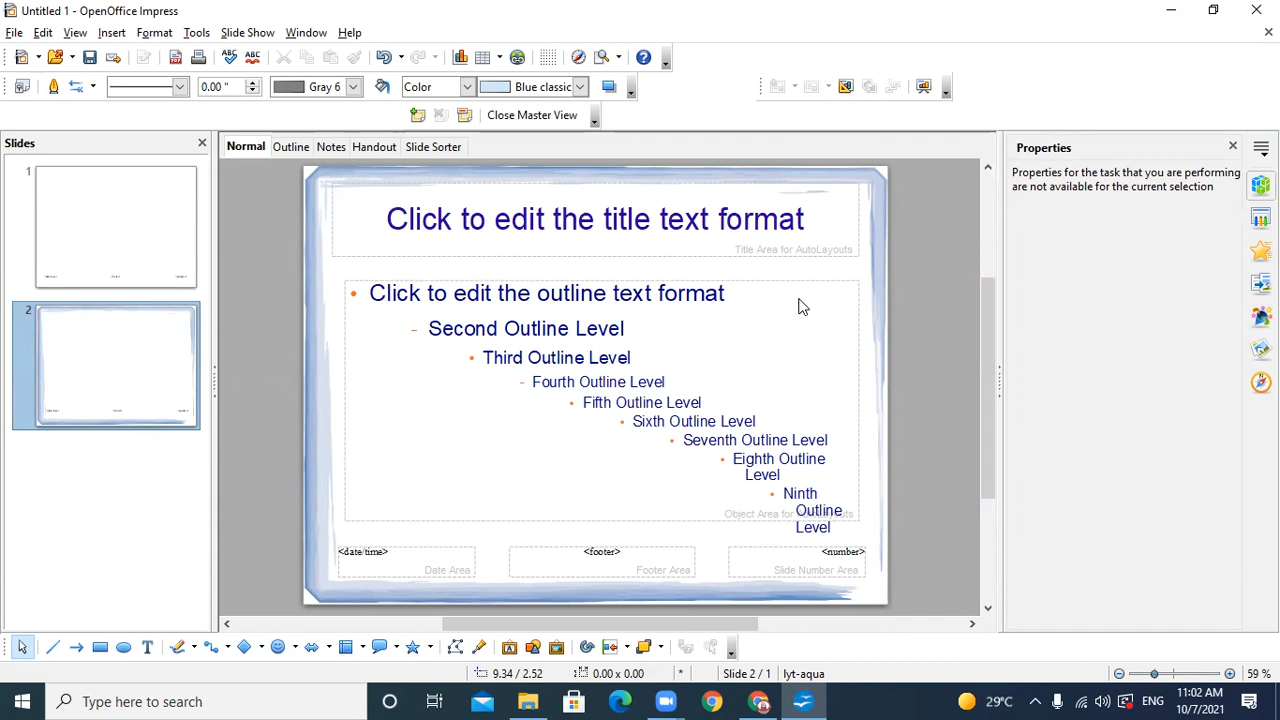 Untitled 1 - OpenOffice Impress
File Edit View Insert Format Tools Slide Show Window Help
0.00 " Gray 6 Color Blue classic
Close Master View
Slides
Normal Outline Notes Handout Slide Sorter
Properties
Properties for the task that you are performing
are not available for the current selection
1
2
Click to edit the title text format
Title Area for AutoLayouts
• Click to edit the outline text format
– Second Outline Level
• Third Outline Level
– Fourth Outline Level
• Fifth Outline Level
• Sixth Outline Level
• Seventh Outline Level
• Eighth Outline
Level
• Ninth
Outline
Level
<date/time> <footer> <number>
Date Area Footer Area Slide Number Area
9.34 / 2.52 0.00 x 0.00 * Slide 2 / 1 lyt-aqua 59 %
Type here to search
29°C ENG
11:02 AM
10/7/2021